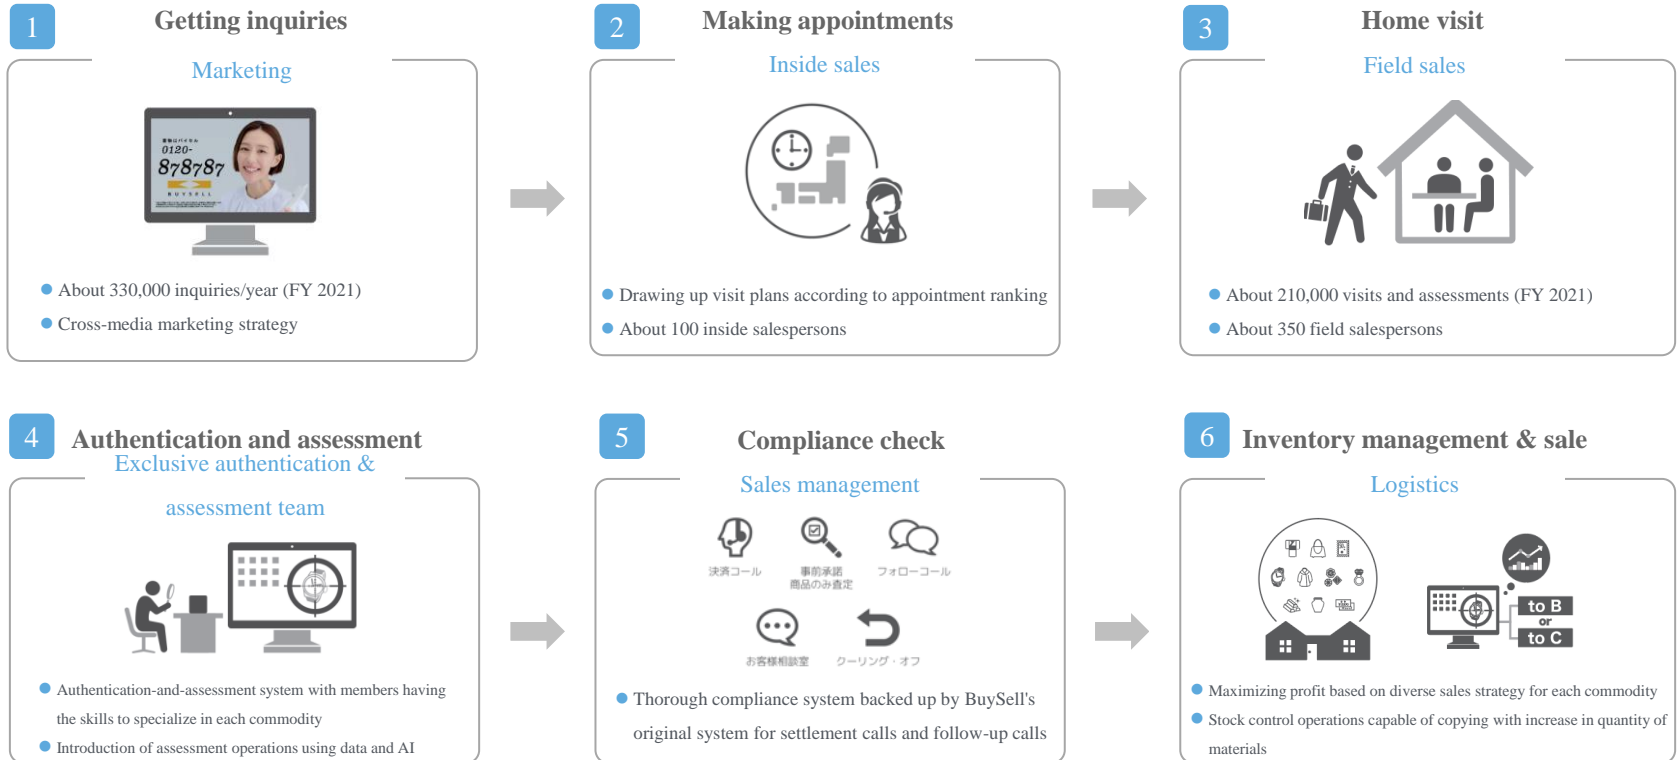 1
Getting inquiries
Marketing
0120-
878787
BUYSELL
About 330,000 inquiries/year (FY 2021)
Cross-media marketing strategy
2
Making appointments
Inside sales
Drawing up visit plans according to appointment ranking
About 100 inside salespersons
3
Home visit
Field sales
About 210,000 visits and assessments (FY 2021)
About 350 field salespersons
4
Authentication and assessment
Exclusive authentication &
assessment team
Authentication-and-assessment system with members having
the skills to specialize in each commodity
Introduction of assessment operations using data and AI
5
Compliance check
Sales management
決済コール
事前承諾
商品のみ査定
フォローコール
お客様相談室
クーリング・オフ
Thorough compliance system backed up by BuySell's
original system for settlement calls and follow-up calls
6
Inventory management & sale
Logistics
to B
or
to C
Maximizing profit based on diverse sales strategy for each commodity
Stock control operations capable of copying with increase in quantity of
materials